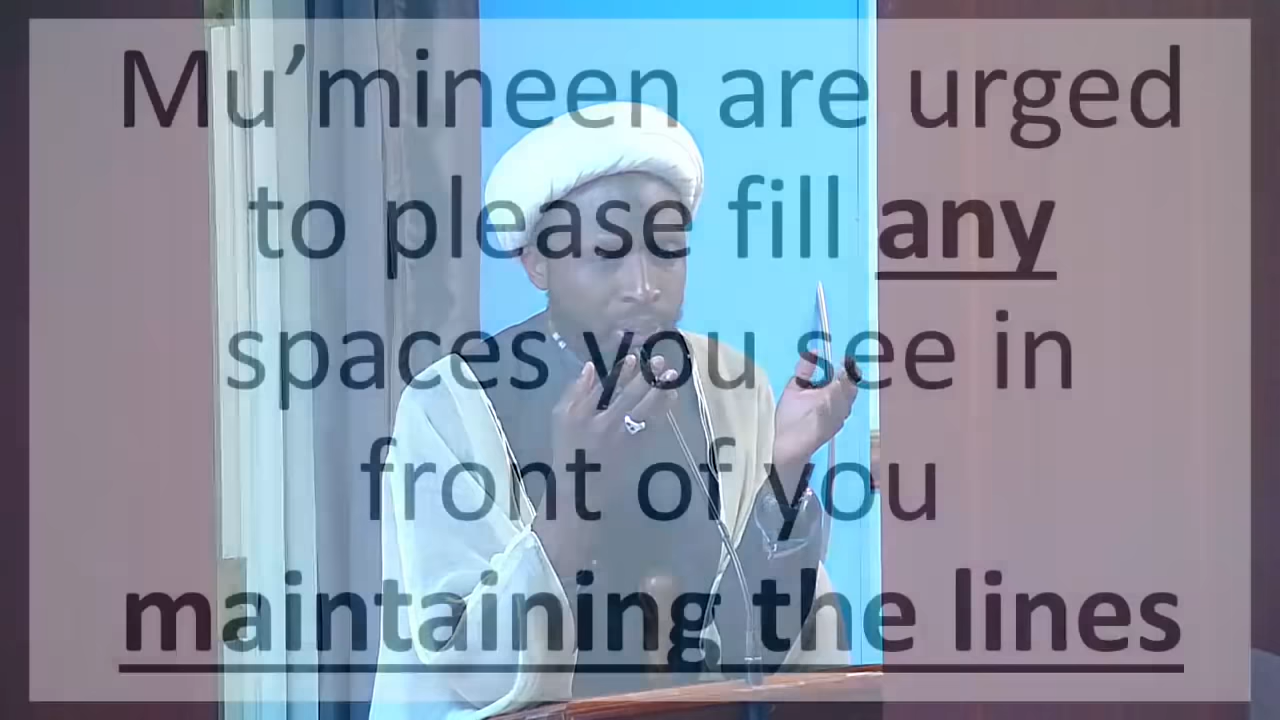 Mu’mineen are urged
to please fill any
spaces you see in
front of you
maintaining the lines